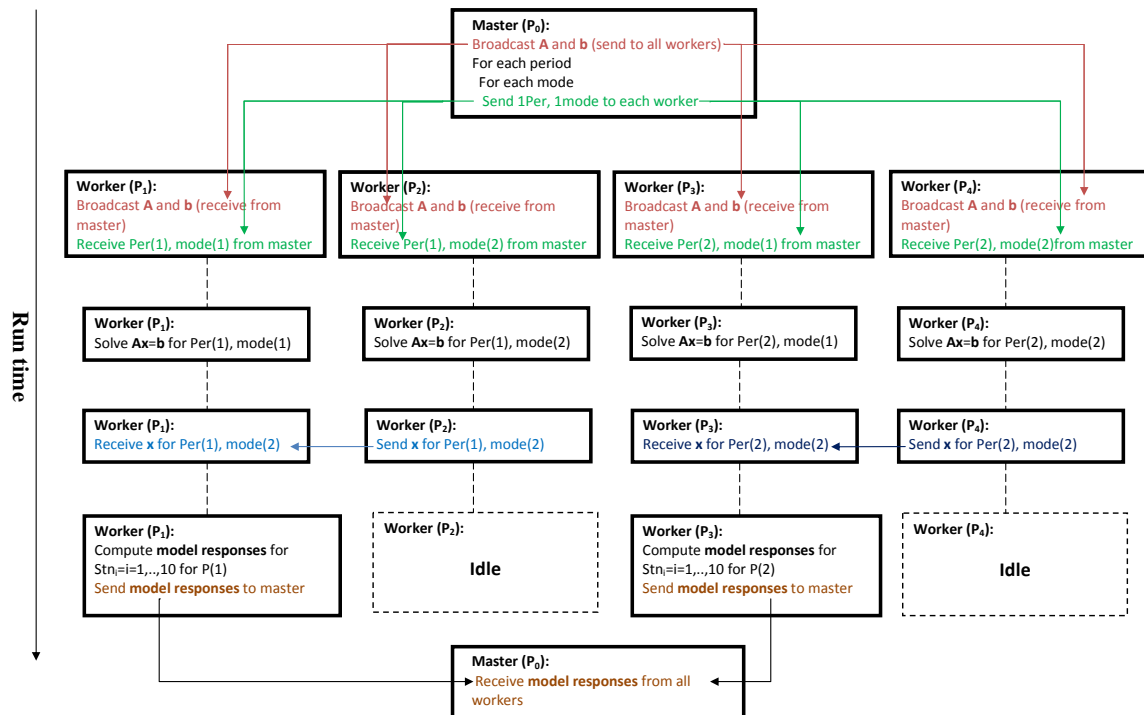 Master (P0):
Broadcast A and b (send to all workers)
For each period
For each mode
Send 1Per, 1mode to each worker
Worker (P1):
Broadcast A and b (receive from
master)
Receive Per(1), mode(1) from master
Worker (P2):
Broadcast A and b (receive from
master)
Receive Per(1), mode(2) from master
Worker (P3):
Broadcast A and b (receive from
master)
Receive Per(2), mode(1) from master
Worker (P4):
Broadcast A and b (receive from
master)
Receive Per(2), mode(2)from master
Run time
Worker (P1):
Solve Ax=b for Per(1), mode(1)
Worker (P2):
Solve Ax=b for Per(1), mode(2)
Worker (P3):
Solve Ax=b for Per(2), mode(1)
Worker (P4):
Solve Ax=b for Per(2), mode(2)
Worker (P1):
Receive x for Per(1), mode(2)
Worker (P2):
Send x for Per(1), mode(2)
Worker (P3):
Receive x for Per(2), mode(2)
Worker (P4):
Send x for Per(2), mode(2)
Worker (P1):
Compute model responses for
Stni=i=1,..,10 for P(1)
Send model responses to master
Worker (P2):
Idle
Worker (P3):
Compute model responses for
Stni=i=1,..,10 for P(2)
Send model responses to master
Worker (P4):
Idle
Master (P0):
Receive model responses from all
workers